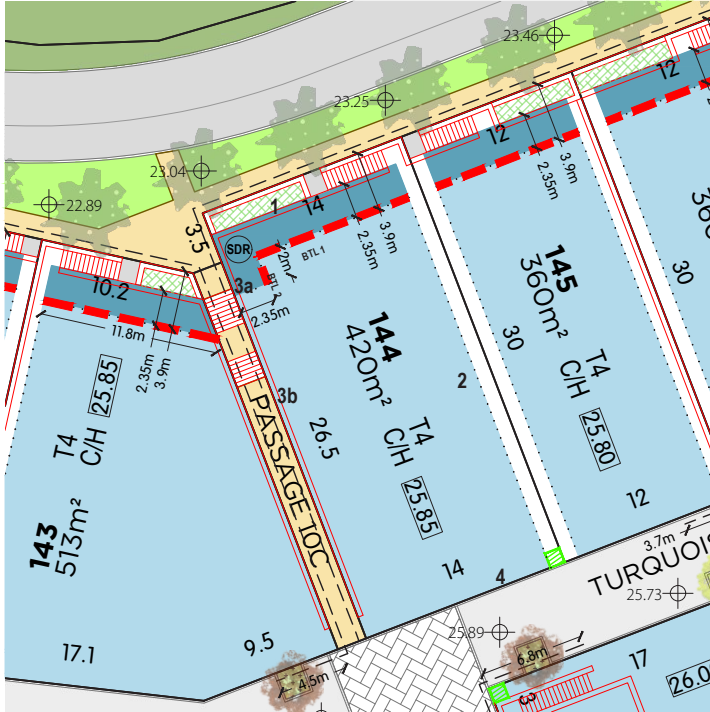 23.46
12
23.25
12
3.9m
2.35m
23.04
1
14
3.9m
2.35m
22.89
3.5
SDR
BTL 1
3a
BTL 2
2.35m
10.2
11.8m
2.35m
3.9m
145
360m²
30
30
144
420m²
2
T4
C/H
25.80
T4
C/H
25.85
3b
PASSAGE 10C
26.5
T4
C/H
25.85
143
513m²
12
3.7m
14
4
TURQUOIS
25.73
25.89
9.5
17.1
6.8m
4.5m
17
26.0
3